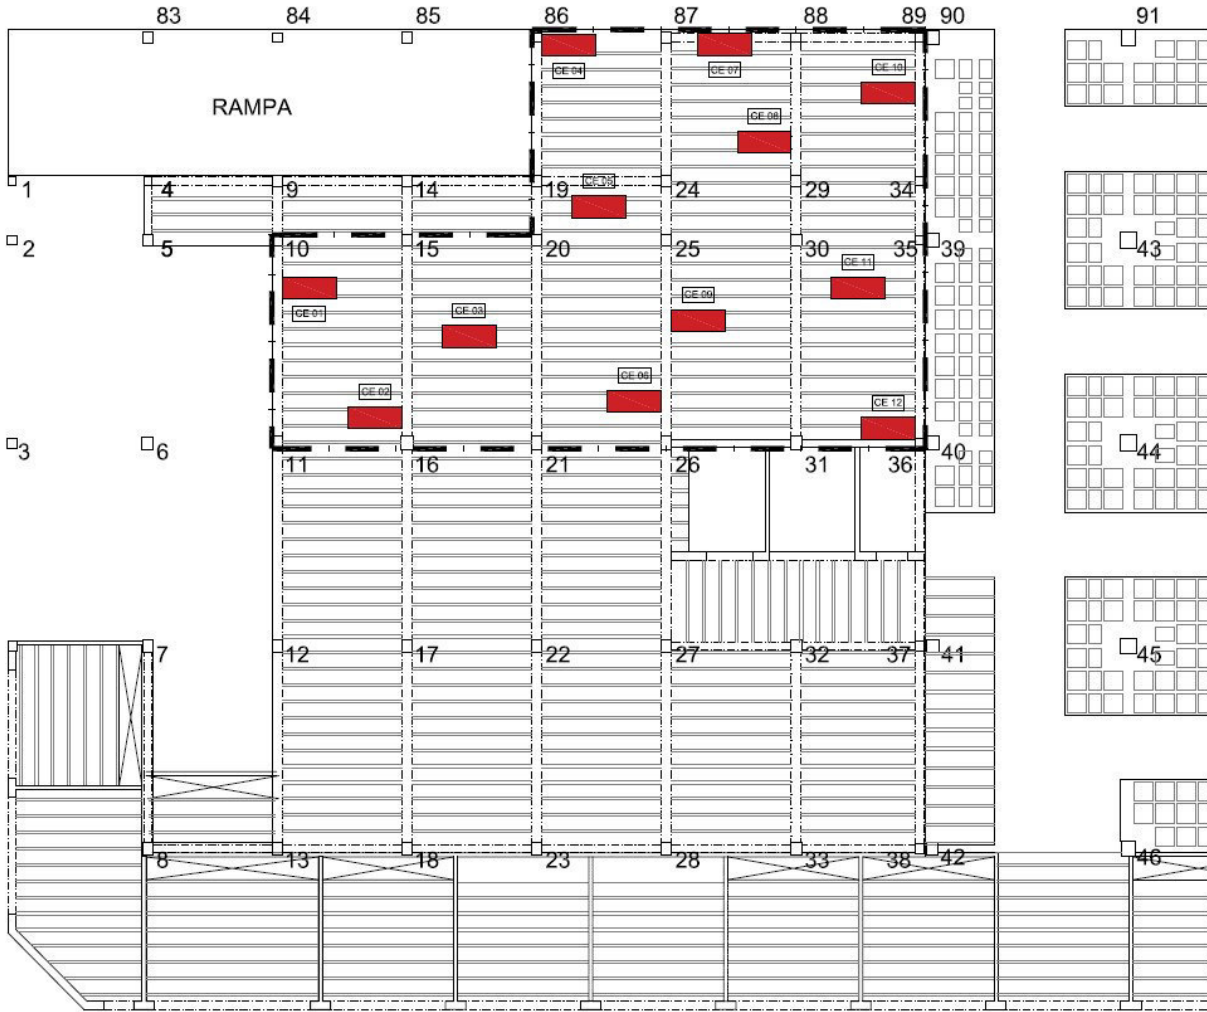 83 84 85 86 87 88 89 90 91
CE 04 CE 07 CE 10
RAMPA
CE 08
1 4 9 14 19 CE 05 24 29 34
2 5 10 15 20 25 30 35 39 43
CE 11
CE 01 CE 03 CE 09
CE 02 CE 06 CE 12
3 6 11 16 21 26 31 36 40 44
7 12 17 22 27 32 37 41 45
8 13 18 23 28 33 38 42 46